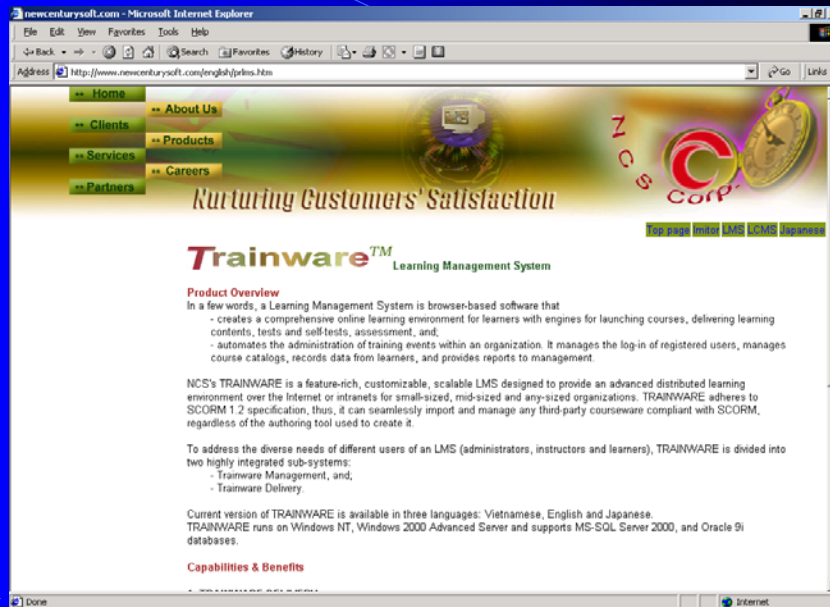 newcenturysoft.com - Microsoft Internet Explorer
File Edit View Favorites Tools Help
Back Search Favorites History
Address http://www.newcenturysoft.com/english/prlms.htm Go Links
Home
About Us
Clients
Products
Services
Careers
Partners
Nurturing Customers' Satisfaction
NCS Corp.
Top page Imitor LMS LCMS Japanese
Trainware™ Learning Management System
Product Overview
In a few words, a Learning Management System is browser-based software that
- creates a comprehensive online learning environment for learners with engines for launching courses, delivering learning
contents, tests and self-tests, assessment, and;
- automates the administration of training events within an organization. It manages the log-in of registered users, manages
course catalogs, records data from learners, and provides reports to management.
NCS's TRAINWARE is a feature-rich, customizable, scalable LMS designed to provide an advanced distributed learning
environment over the Internet or intranets for small-sized, mid-sized and any-sized organizations. TRAINWARE adheres to
SCORM 1.2 specification, thus, it can seamlessly import and manage any third-party courseware compliant with SCORM,
regardless of the authoring tool used to create it.
To address the diverse needs of different users of an LMS (administrators, instructors and learners), TRAINWARE is divided into
two highly integrated sub-systems:
- Trainware Management, and;
- Trainware Delivery.
Current version of TRAINWARE is available in three languages: Vietnamese, English and Japanese.
TRAINWARE runs on Windows NT, Windows 2000 Advanced Server and supports MS-SQL Server 2000, and Oracle 9i
databases.
Capabilities & Benefits
Done Internet